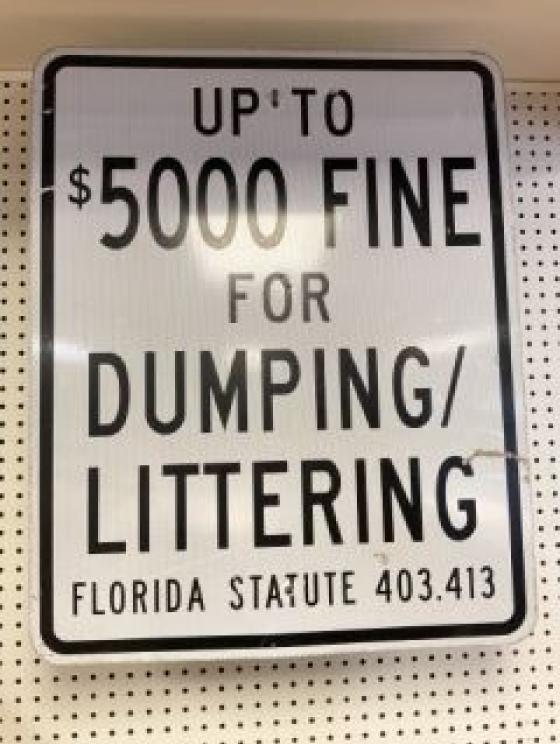 UP TO
$5000 FINE
FOR
DUMPING/
LITTERING
FLORIDA STATUTE 403.413